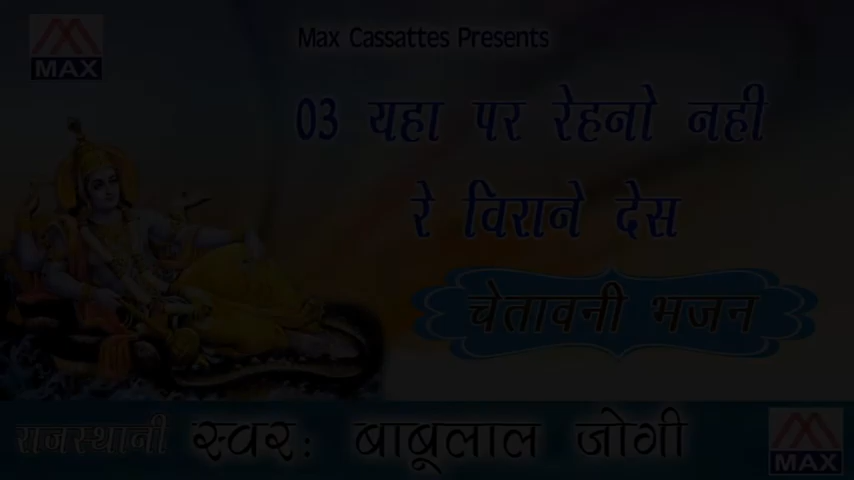 MAX
Max Cassattes Presents
03 यहा पर रेहनो नही
रे विराने देस
चेतावनी भजन
राजस्थानी स्वर: बाबूलाल जोगी
MAX